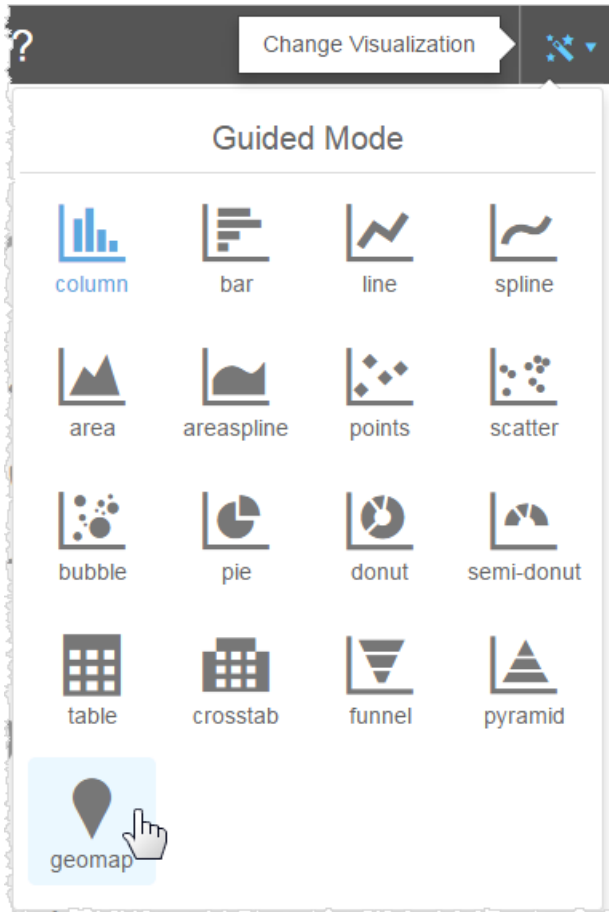 ?
Change Visualization
Guided Mode
column bar line spline
area areaspline points scatter
bubble pie donut semi-donut
table crosstab funnel pyramid
geomap